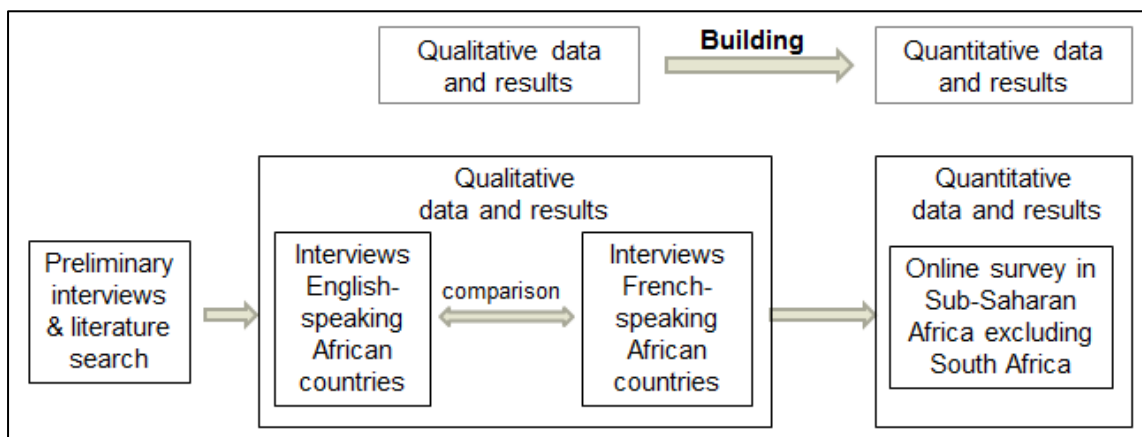 Qualitative data
and results
Building
Quantitative data
and results
Preliminary
interviews
& literature
search
Qualitative
data and results
Interviews
English-
speaking
African
countries
comparison
Interviews
French-
speaking
African
countries
Quantitative
data and results
Online survey in
Sub-Saharan
Africa excluding
South Africa